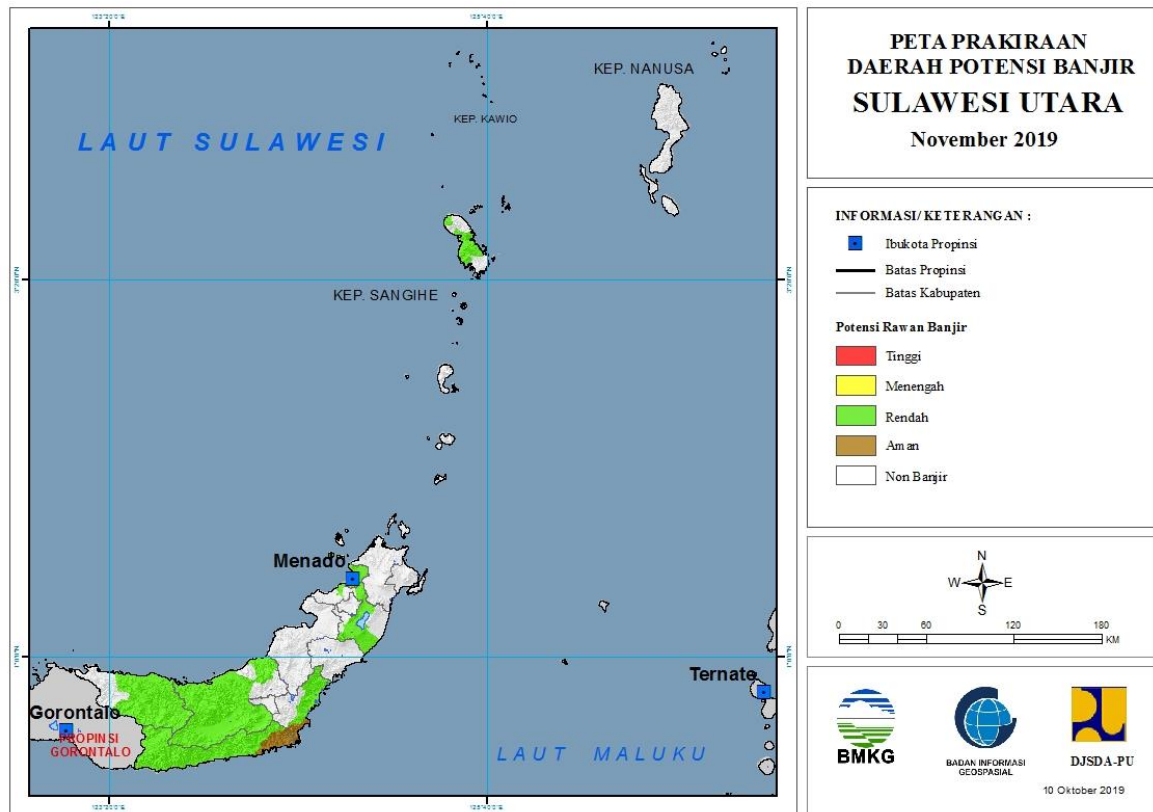 PETA PRAKIRAAN
DAERAH POTENSI BANJIR
SULAWESI UTARA
November 2019
KEP. NANUSA
KEP. KAWIO
LAUT SULAWESI
KEP. SANGIHE
Menado
Ternate
Gorontalo
PROPINSI
GORONTALO
LAUT MALUKU
INFORMASI/KETERANGAN :
Ibukota Propinsi
Batas Propinsi
Batas Kabupaten
Potensi Rawan Banjir
Tinggi
Menengah
Rendah
Aman
Non Banjir
N
W E
S
0 30 60 120 180
KM
BMKG
BADAN INFORMASI
GEOSPASIAL
DJSDA-PU
10 Oktober 2019